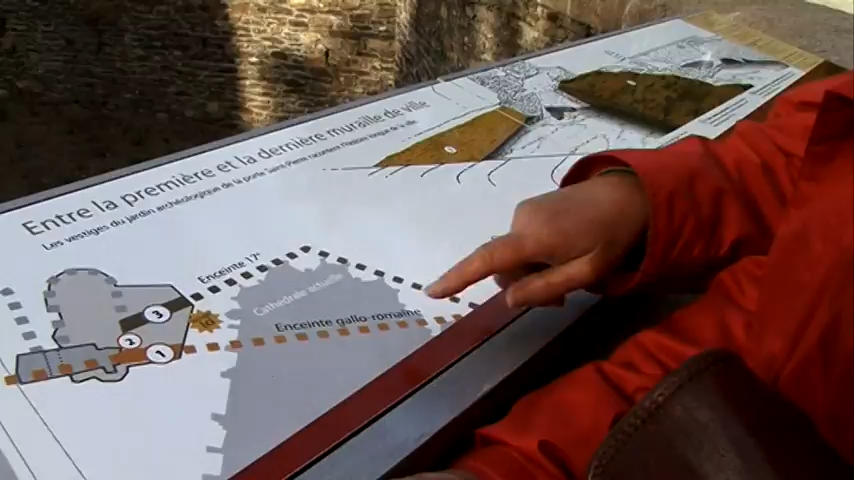 Entre la première et la dernière muraille de ville
Les vestiges du jardin archéologique de la porte Saint-Pierre racontent l'histoire longue de la ville
Enceinte 17e
Cathédrale actuelle
3
ici
Enceinte gallo-romaine
2
1